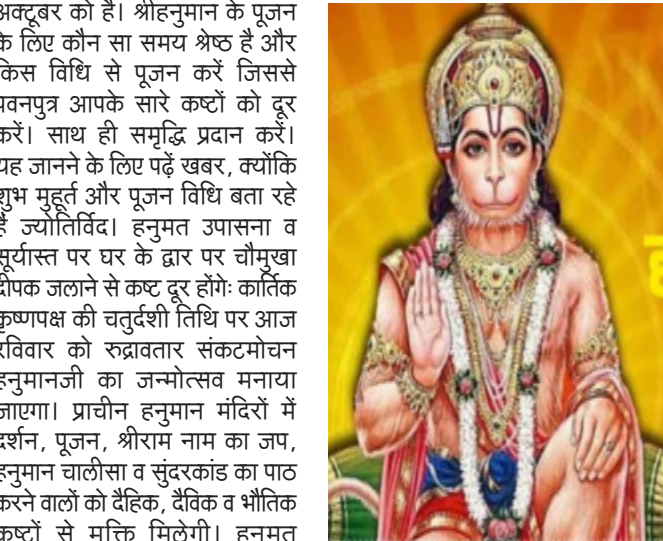 अक्टूबर को है। श्रीहनुमान के पूजन
के लिए कौन सा समय श्रेष्ठ है और
किस विधि से पूजन करें जिससे
पवनपुत्र आपके सारे कष्टों को दूर
करें। साथ ही समृद्धि प्रदान करें।
यह जानने के लिए पढ़ें खबर, क्योंकि
शुभ मुहूर्त और पूजन विधि बता रहे
हैं ज्योतिर्विद। हनुमत उपासना व
सूर्यास्त पर घर के द्वार पर चौमुखा
दीपक जलाने से कष्ट दूर होंगेः कार्तिक
कृष्णपक्ष की चतुर्दशी तिथि पर आज
रविवार को रुद्रावतार संकटमोचन
हनुमानजी का जन्मोत्सव मनाया
जाएगा। प्राचीन हनुमान मंदिरों में
दर्शन, पूजन, श्रीराम नाम का जप,
हनुमान चालीसा व सुंदरकांड का पाठ
करने वालों को दैहिक, दैविक व भौतिक
कष्टों से मुक्ति मिलेगी। हनुमत